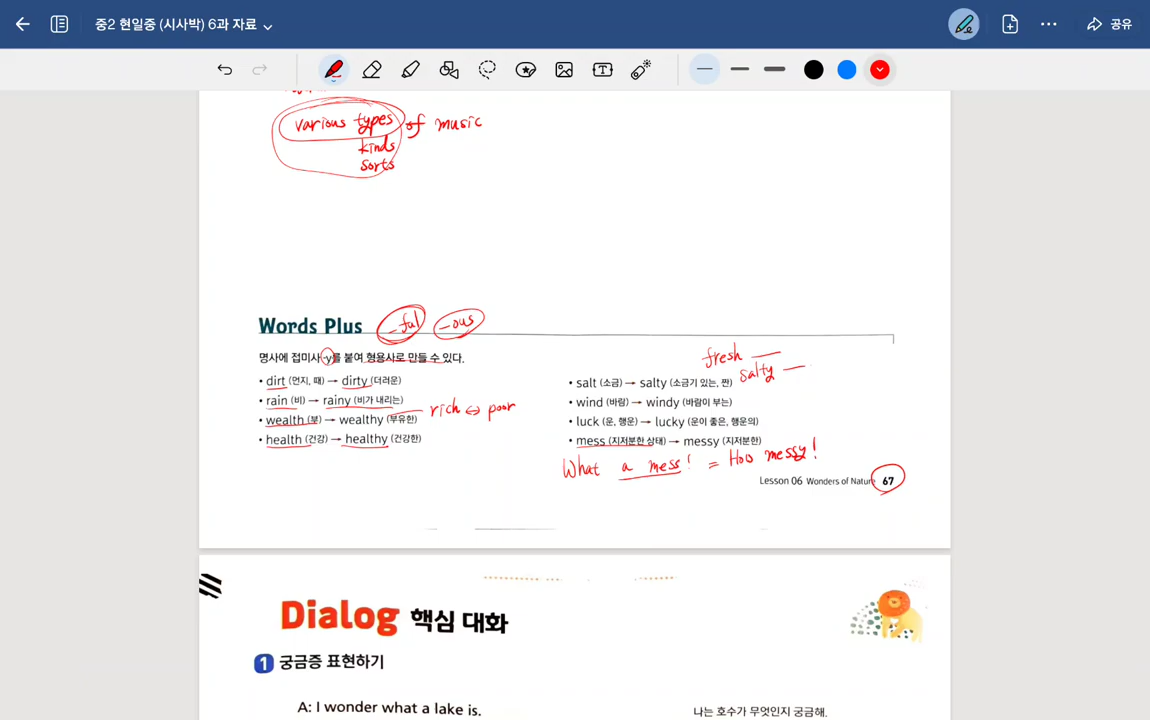 중2 현일중 (시사박) 6과 자료
공유
various types of music
kinds
sorts
Words Plus -ful -ous
명사에 접미사 -y를 붙여 형용사로 만들 수 있다.
• dirt (먼지, 때) → dirty (더러운)
• rain (비) → rainy (비가 내리는)
• wealth (부) → wealthy (부유한) rich ↔ poor
• health (건강) → healthy (건강한)
fresh
salty
• salt (소금) → salty (소금기 있는, 짠)
• wind (바람) → windy (바람이 부는)
• luck (운, 행운) → lucky (운이 좋은, 행운의)
• mess (지저분한 상태) → messy (지저분한)
What a mess! = How messy!
Lesson 06 Wonders of Nature 67
Dialog 핵심 대화
1 궁금증 표현하기
A: I wonder what a lake is.
나는 호수가 무엇인지 궁금해.